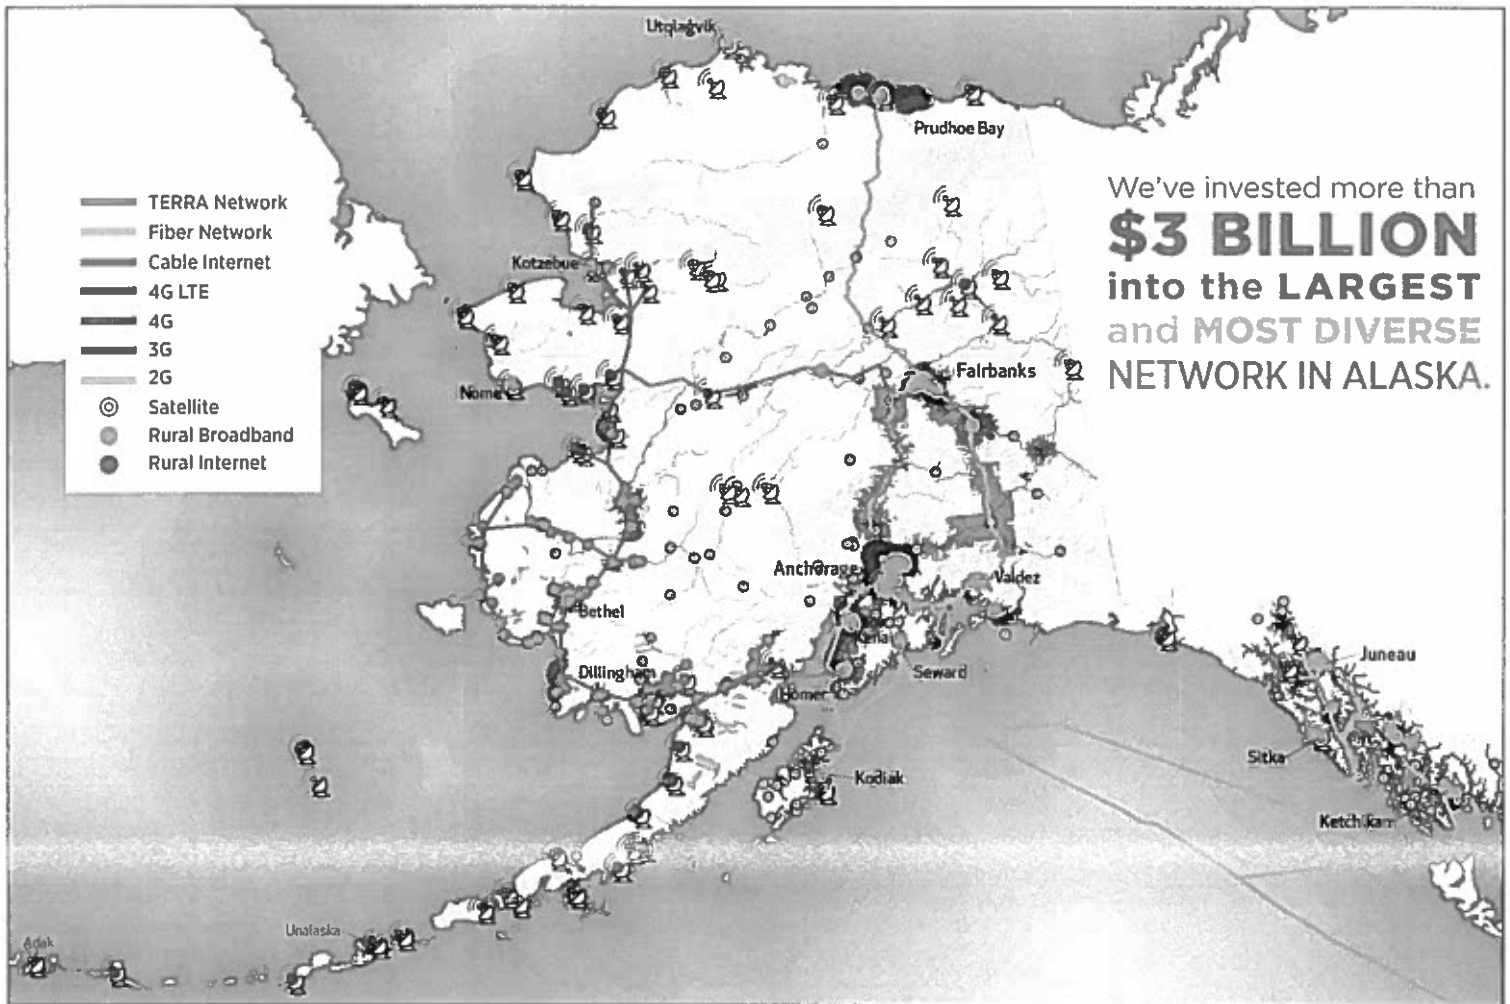 Utqiagvik
Prudhoe Bay
We've invested more than
$3 BILLION
into the LARGEST
and MOST DIVERSE
NETWORK IN ALASKA.
TERRA Network
Fiber Network
Cable Internet
4G LTE
4G
3G
2G
Satellite
Rural Broadband
Rural Internet
Kotzebue
Nome
Fairbanks
Anchorage
Valdez
Bethel
Kenai
Dillingham
Seward
Homer
Juneau
Sitka
Kodiak
Ketchikan
Unalaska
Adak